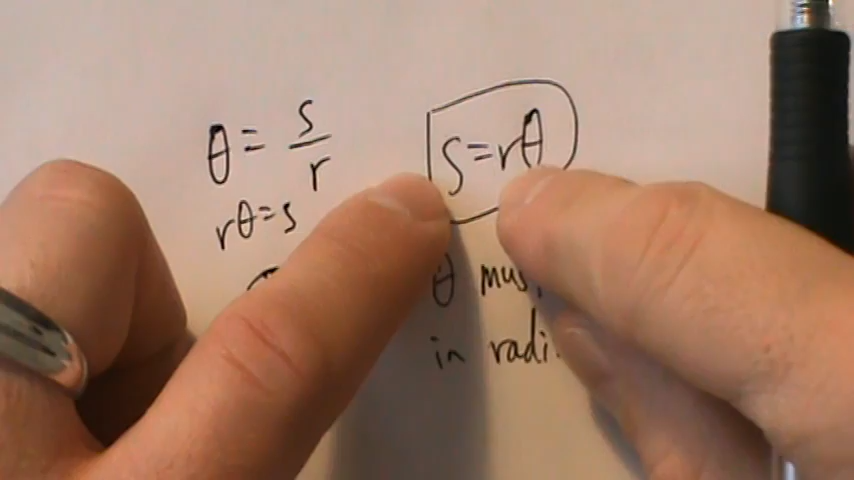 θ = s/r
rθ = s
s = rθ
θ
in